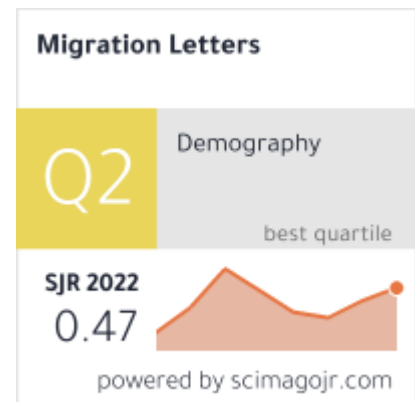 Migration Letters
Q2
Demography
best quartile
SJR 2022
0.47
powered by scimagojr.com